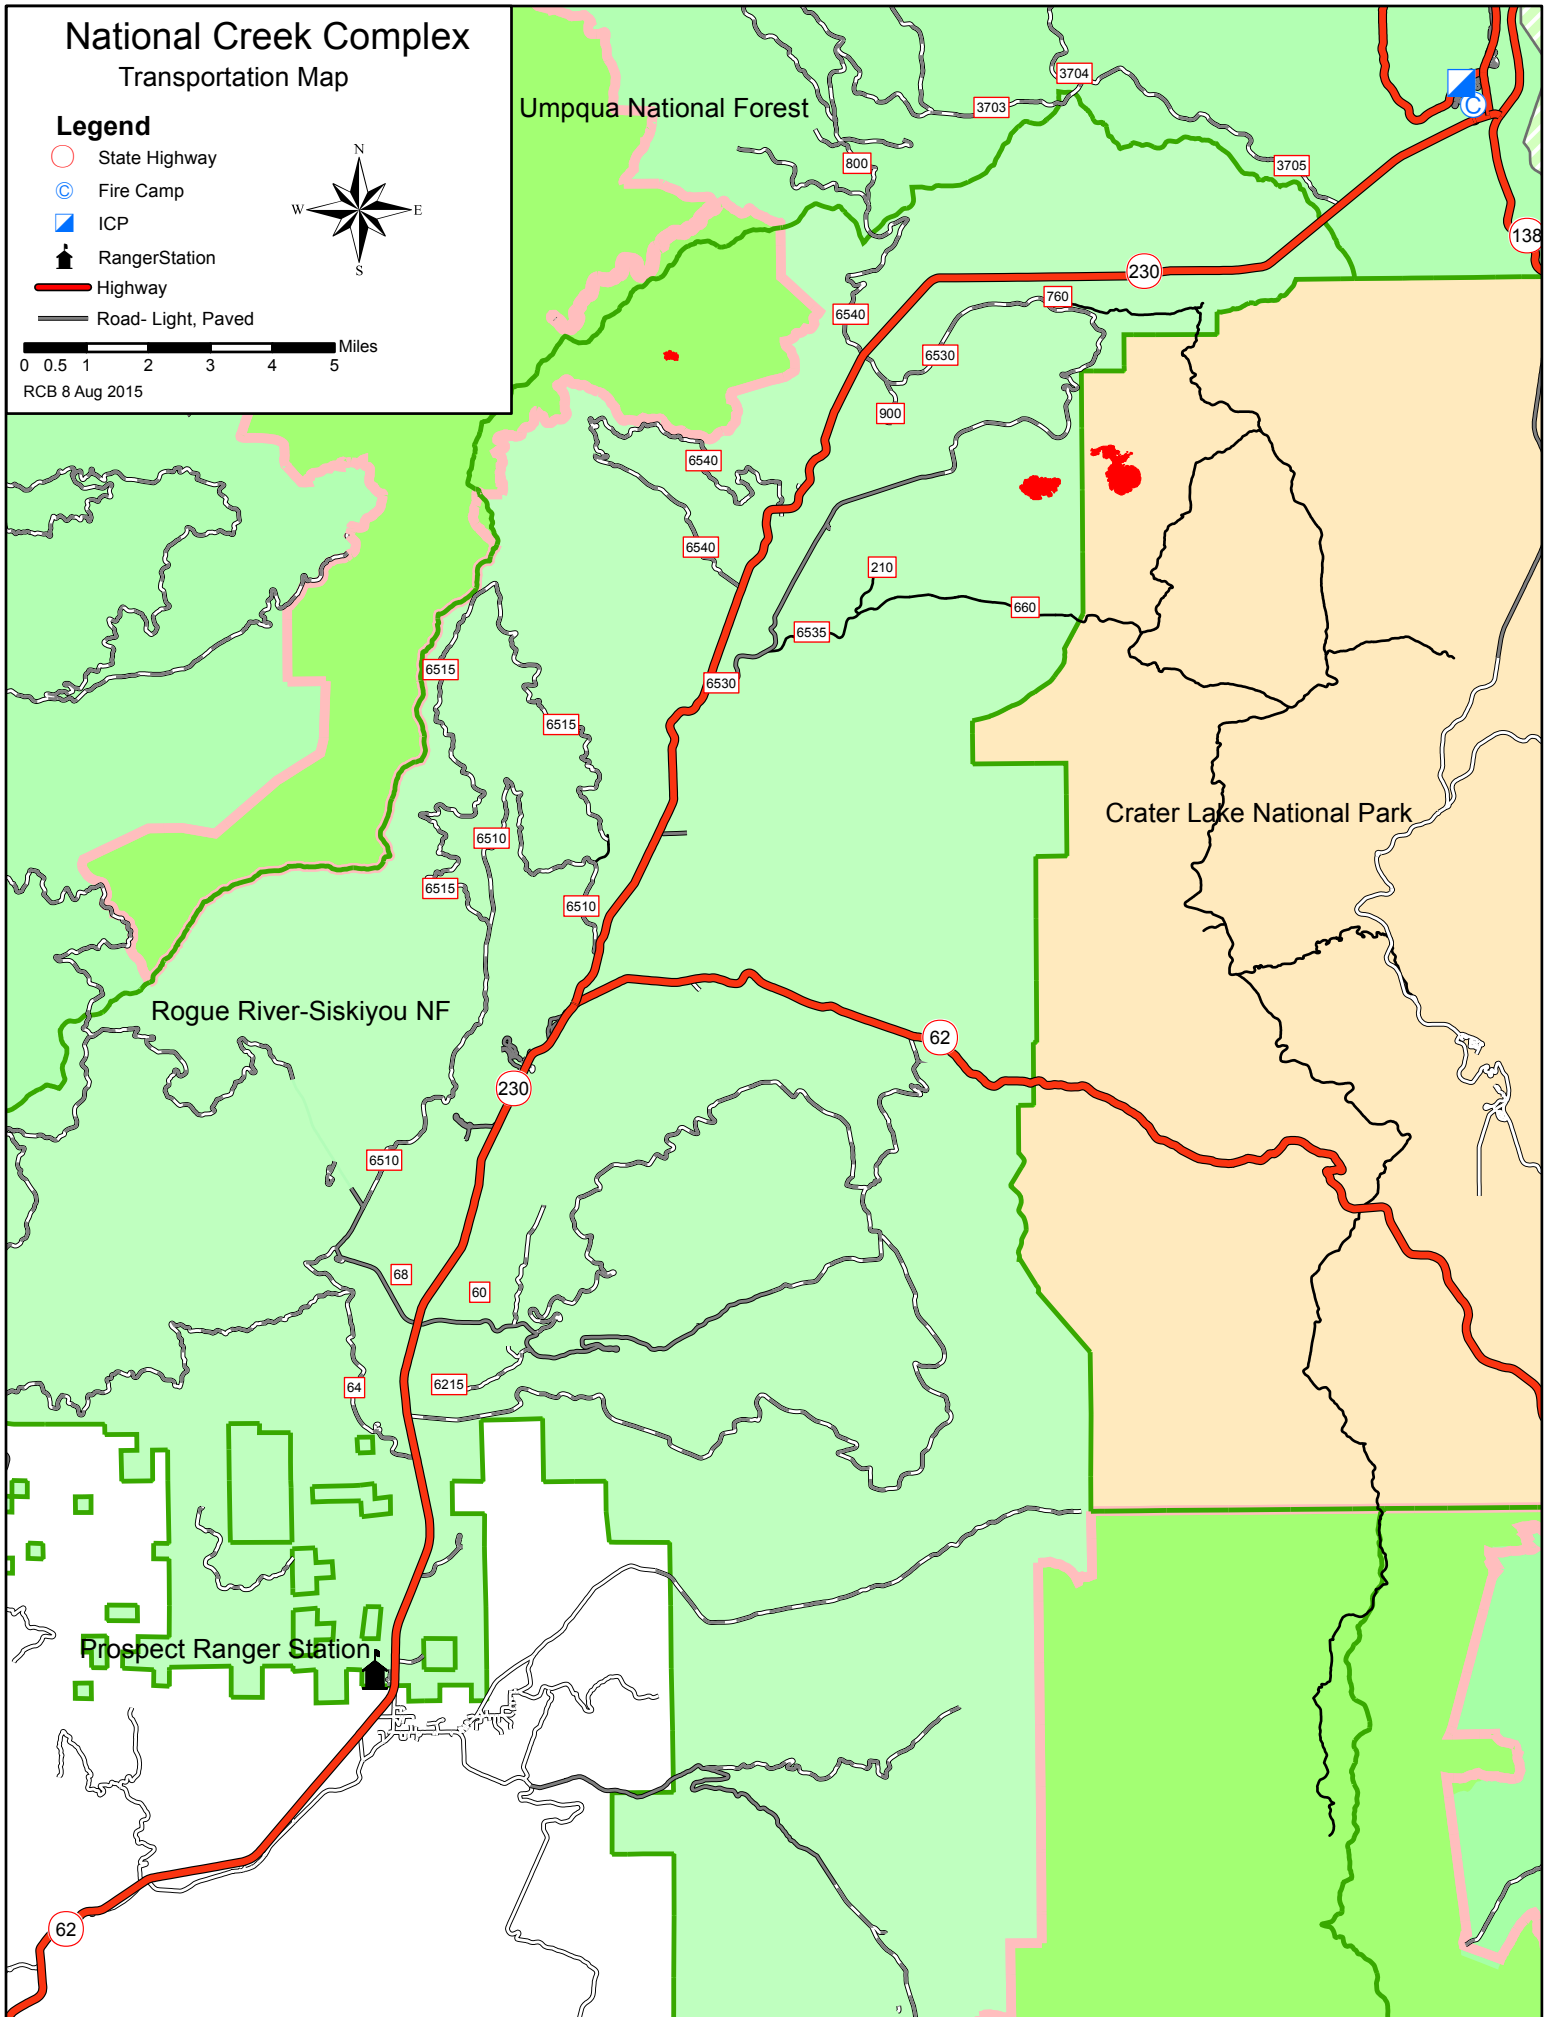 National Creek Complex
Transportation Map
Legend
State Highway
C Fire Camp
ICP
RangerStation
Highway
Road- Light, Paved
N
W E
S
Miles
0 0.5 1 2 3 4 5
RCB 8 Aug 2015
Umpqua National Forest
3704
3703
800
3705
C
138
230
760
6540
6530
900
6540
6540
210
660
6535
6515
6530
6515
Crater Lake National Park
6510
6515
6510
Rogue River-Siskiyou NF
62
230
6510
68
60
64
6215
Prospect Ranger Station
62